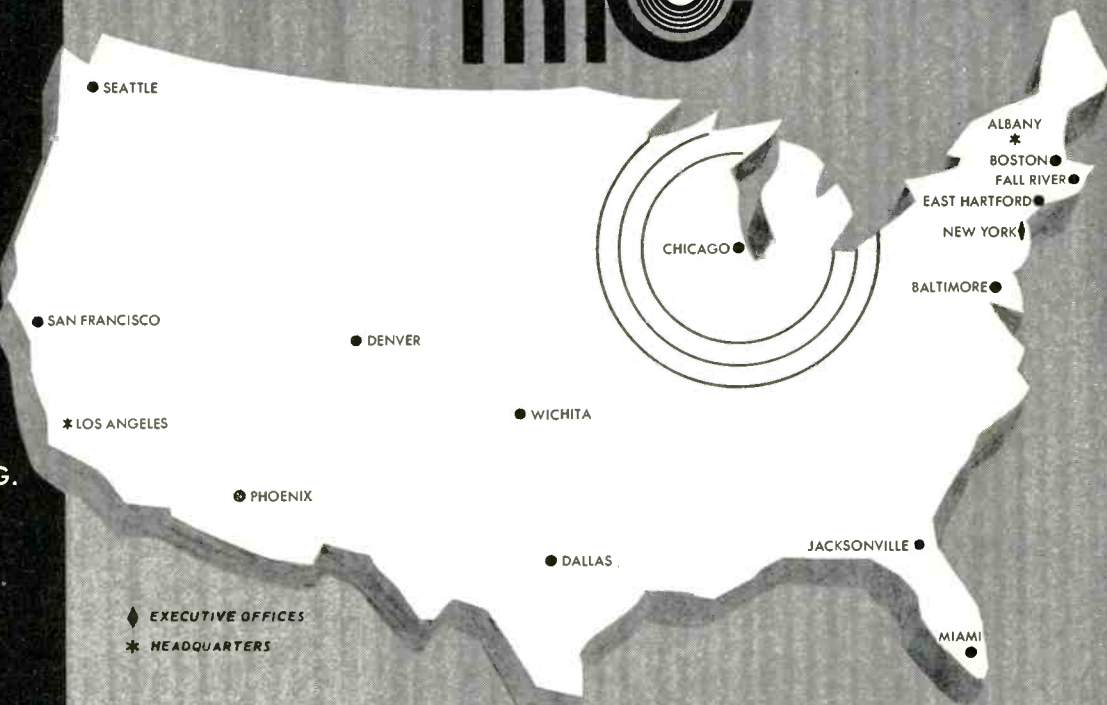 SEATTLE
ALBANY
BOSTON
FALL RIVER
EAST HARTFORD
NEW YORK
CHICAGO
BALTIMORE
SAN FRANCISCO
DENVER
WICHITA
LOS ANGELES
G.
PHOENIX
JACKSONVILLE
DALLAS
EXECUTIVE OFFICES
HEADQUARTERS
MIAMI